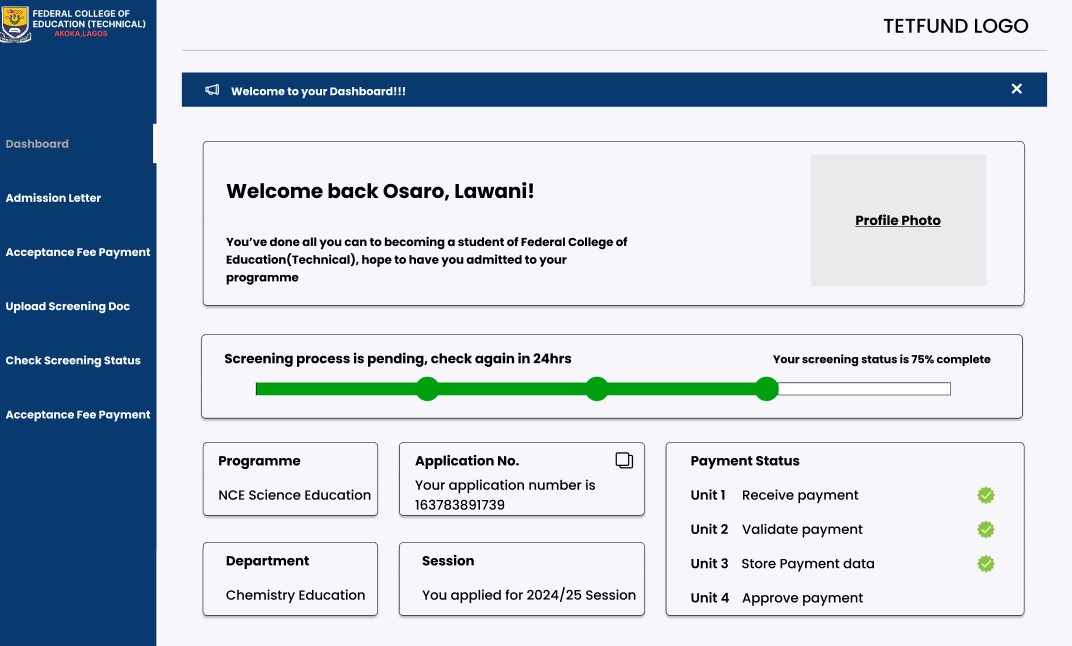 FEDERAL COLLEGE OF
EDUCATION (TECHNICAL)
AKOKA,LAGOS
TETFUND LOGO
Welcome to your Dashboard!!!
Dashboard
Admission Letter
Acceptance Fee Payment
Upload Screening Doc
Check Screening Status
Acceptance Fee Payment
Welcome back Osaro, Lawani!
You’ve done all you can to becoming a student of Federal College of
Education(Technical), hope to have you admitted to your
programme
Profile Photo
Screening process is pending, check again in 24hrs
Your screening status is 75% complete
Programme
NCE Science Education
Application No.
Your application number is
163783891739
Department
Chemistry Education
Session
You applied for 2024/25 Session
Payment Status
Unit 1 Receive payment
Unit 2 Validate payment
Unit 3 Store Payment data
Unit 4 Approve payment